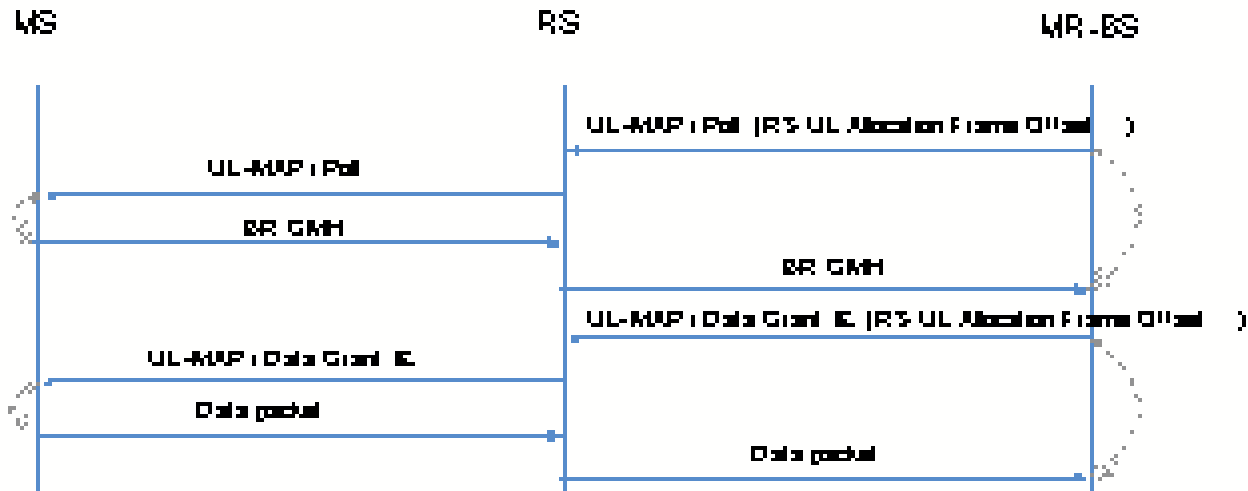 MS
RS
MR-BS
UL-MAP : Poll (RS UL Allocation Frame Offset )
UL-MAP : Poll
BR GMH
BR GMH
UL-MAP : Data Grant IE (RS UL Allocation Frame Offset )
UL-MAP : Data Grant IE
Data packet
Data packet